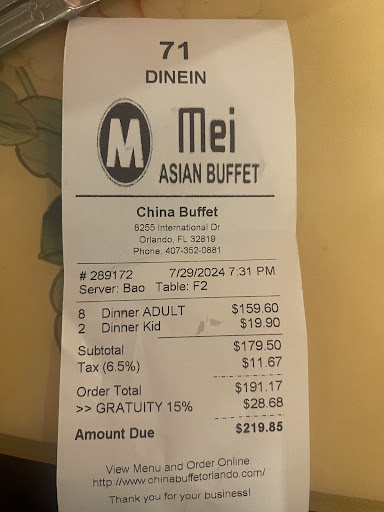 71
DINEIN
M Mei
ASIAN BUFFET
China Buffet
8255 International Dr
Orlando, FL 32819
Phone: 407-352-0881
# 289172 7/29/2024 7:31 PM
Server: Bao Table: F2
8 Dinner ADULT $159.60
2 Dinner Kid $19.90
Subtotal $179.50
Tax (6.5%) $11.67
Order Total $191.17
>> GRATUITY 15% $28.68
Amount Due $219.85
View Menu and Order Online
http://www.chinabuffetorlando.com/
Thank you for your business!